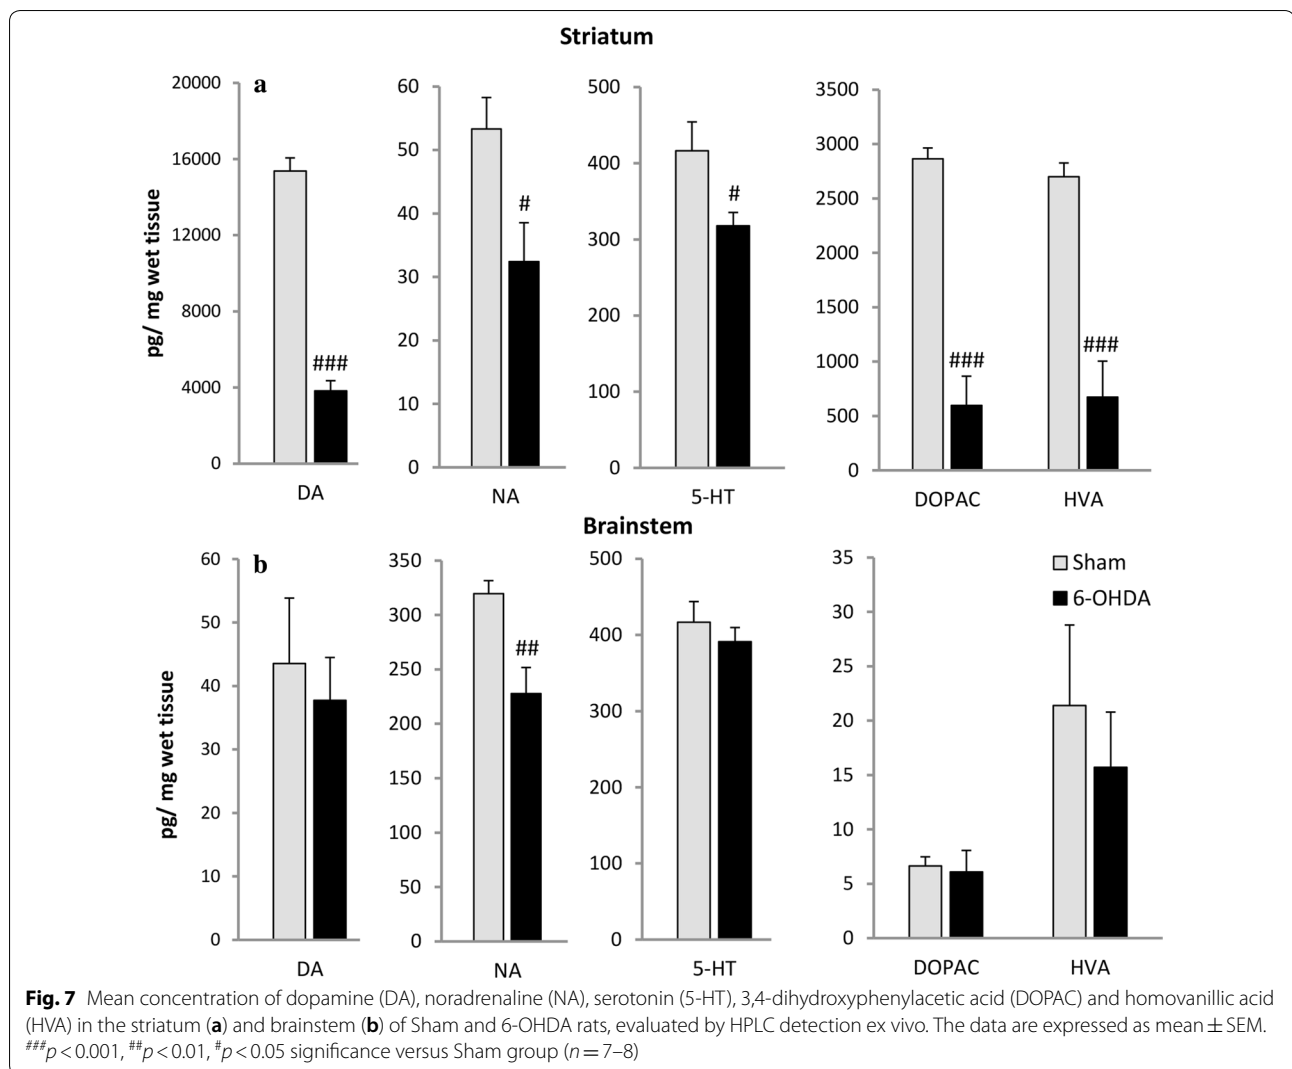 Striatum
a
pg/ mg wet tissue
20000
16000
12000
8000
4000
0
###
DA
60
50
40
30
20
10
0
#
NA
500
400
300
200
100
0
#
5-HT
3500
3000
2500
2000
1500
1000
500
0
###
###
DOPAC
HVA
Brainstem
b
pg/ mg wet tissue
60
50
40
30
20
10
0
DA
350
300
250
200
150
100
50
0
##
NA
500
400
300
200
100
0
5-HT
35
30
25
20
15
10
5
0
Sham
6-OHDA
DOPAC
HVA
Fig. 7 Mean concentration of dopamine (DA), noradrenaline (NA), serotonin (5-HT), 3,4-dihydroxyphenylacetic acid (DOPAC) and homovanillic acid
(HVA) in the striatum (a) and brainstem (b) of Sham and 6-OHDA rats, evaluated by HPLC detection ex vivo. The data are expressed as mean ± SEM.
###p < 0.001, ##p < 0.01, #p < 0.05 significance versus Sham group (n = 7–8)